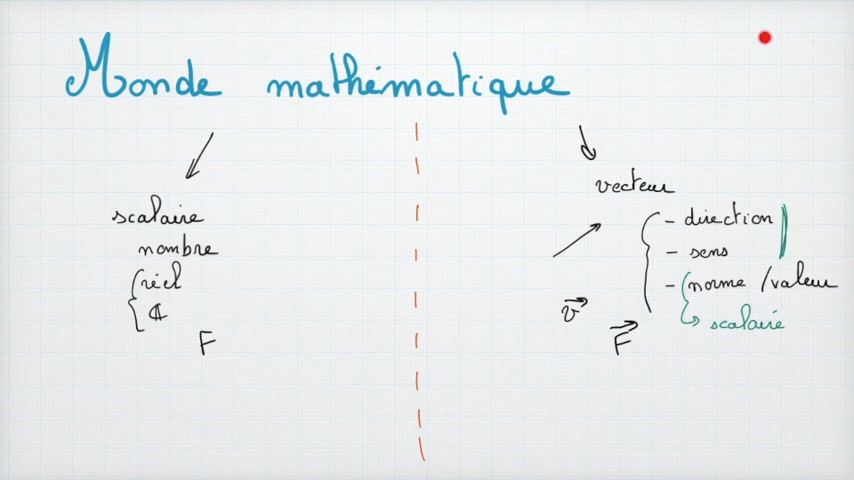 Monde mathématique
scalaire
nombre
réel
ℂ
F
vecteur
- direction
- sens
- norme / valeur
scalaire
v⃗
F⃗